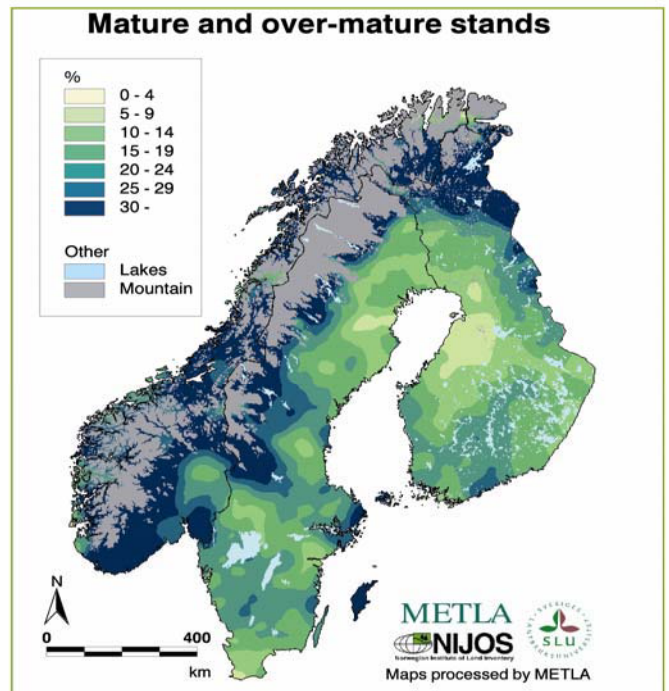 Mature and over-mature stands
%
0 - 4
5 - 9
10 - 14
15 - 19
20 - 24
25 - 29
30 -
Other
Lakes
Mountain
N
0 400
km
METLA
NIJOS
Norwegian Institute of Land Inventory
SLU
Maps processed by METLA